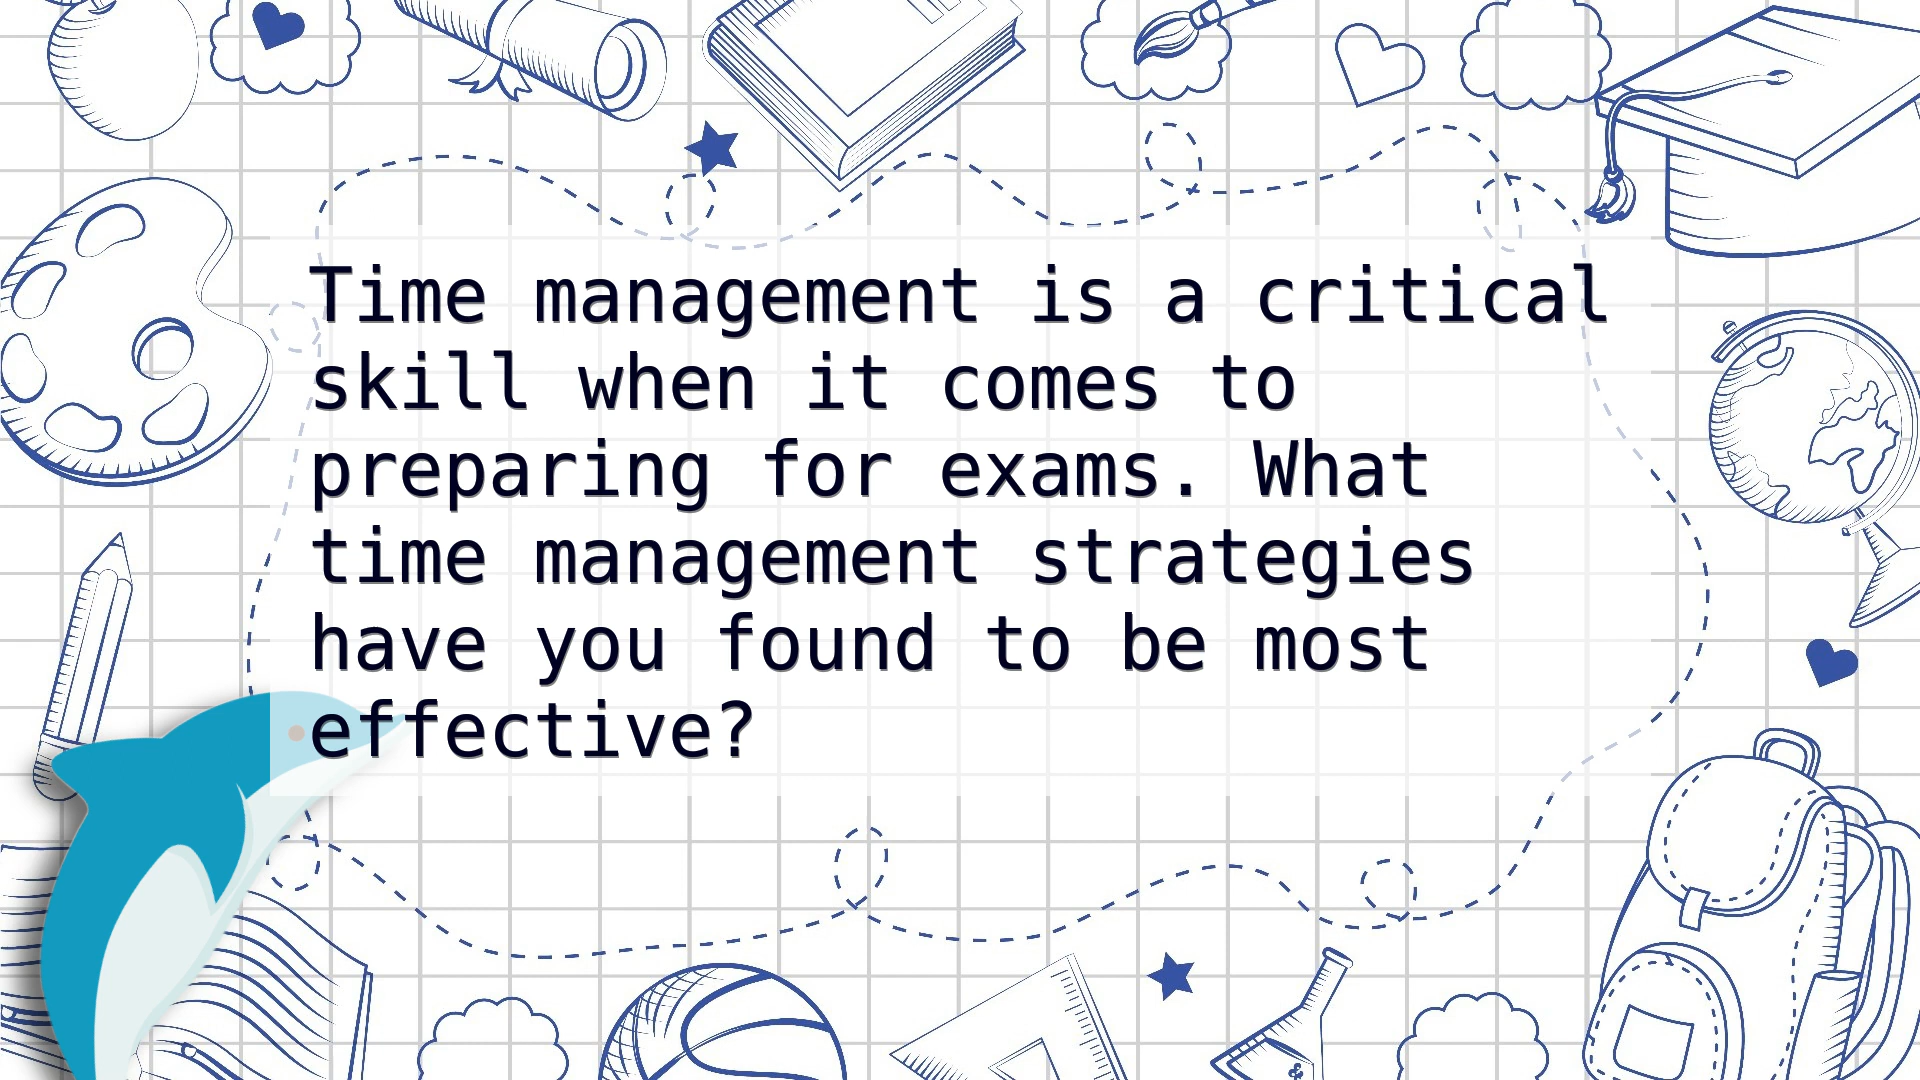 Time management is a critical
skill when it comes to
preparing for exams. What
time management strategies
have you found to be most
effective?